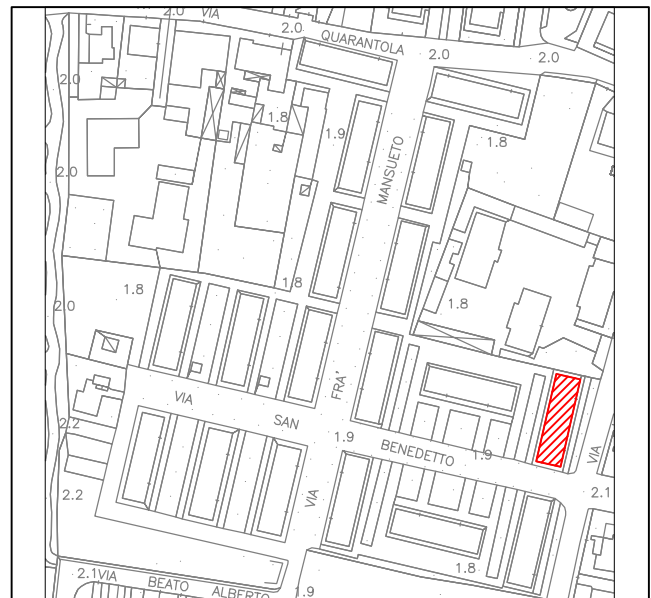 2.0
VIA
2.0
QUARANTOLA
2.0
2.0
2.0
1.8
1.9
1.8
MANSUETO
2.0
1.8
1.8
1.8
2.0
FRA'
VIA
SAN
BENEDETTO
1.9
1.9
2.2
VIA
2.1
2.2
VIA
1.8
2.1 VIA
BEATO
ALBERTO
1.9